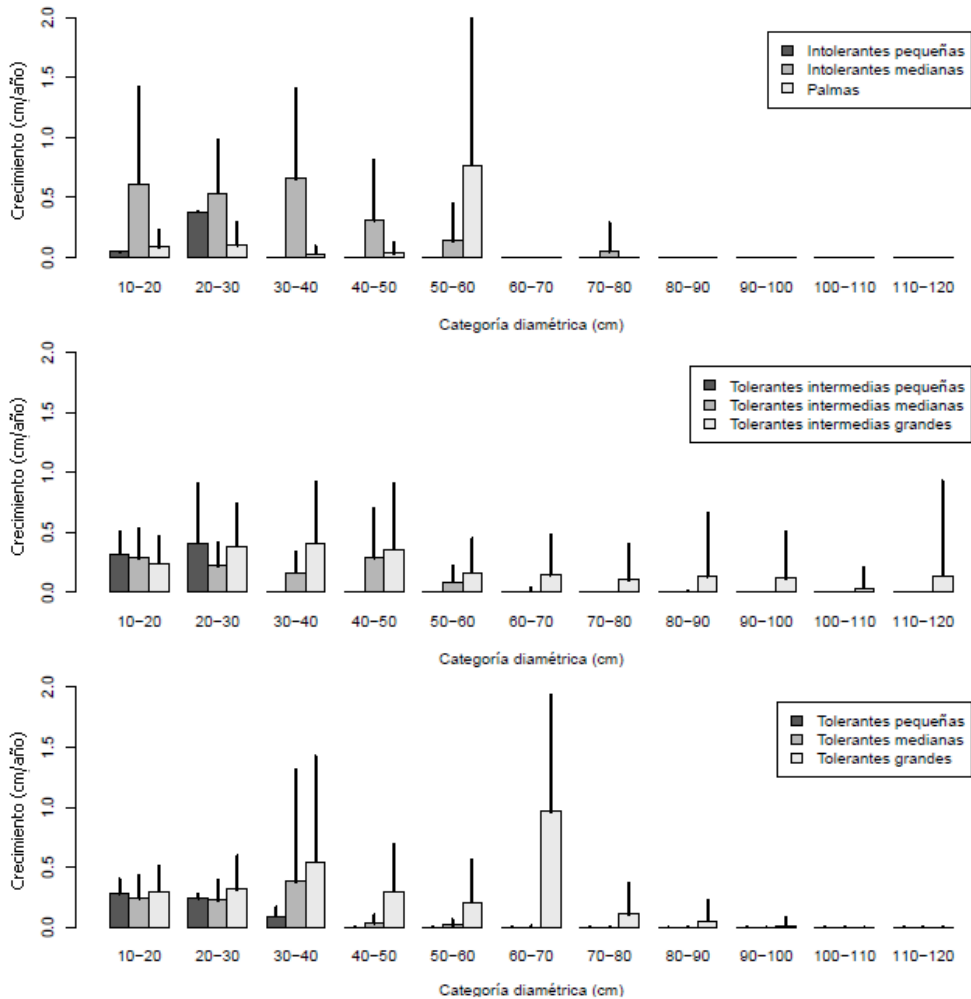 Crecimiento (cm/año)
2.0
1.5
1.0
0.5
0.0
Intolerantes pequeñas
Intolerantes medianas
Palmas
10−20 20−30 30−40 40−50 50−60 60−70 70−80 80−90 90−100 100−110 110−120
Categoría diamétrica (cm)
Crecimiento (cm/año)
2.0
1.5
1.0
0.5
0.0
Tolerantes intermedias pequeñas
Tolerantes intermedias medianas
Tolerantes intermedias grandes
10−20 20−30 30−40 40−50 50−60 60−70 70−80 80−90 90−100 100−110 110−120
Categoría diamétrica (cm)
Crecimiento (cm/año)
2.0
1.5
1.0
0.5
0.0
Tolerantes pequeñas
Tolerantes medianas
Tolerantes grandes
10−20 20−30 30−40 40−50 50−60 60−70 70−80 80−90 90−100 100−110 110−120
Categoría diamétrica (cm)